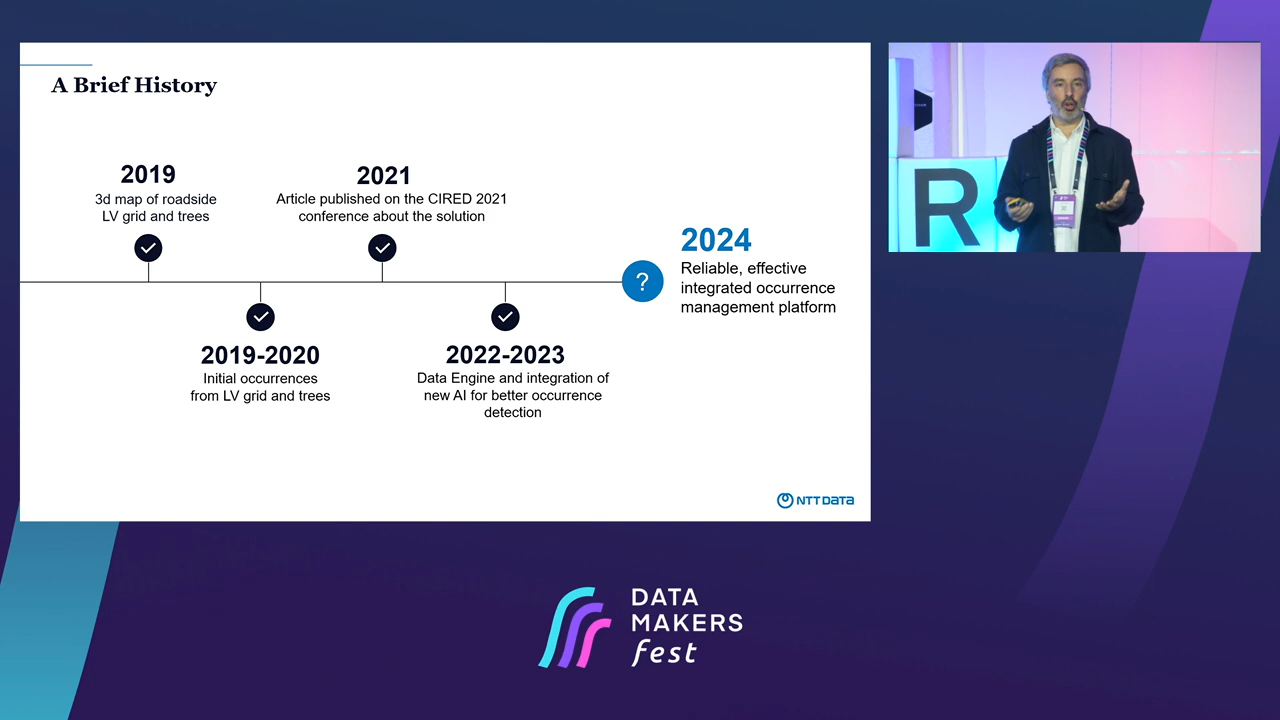 A Brief History
2019
3d map of roadside
LV grid and trees
2021
Article published on the CIRED 2021
conference about the solution
2019-2020
Initial occurrences
from LV grid and trees
2022-2023
Data Engine and integration of
new AI for better occurrence
detection
?
2024
Reliable, effective
integrated occurrence
management platform
NTT DATA
R
DATA
MAKERS
fest